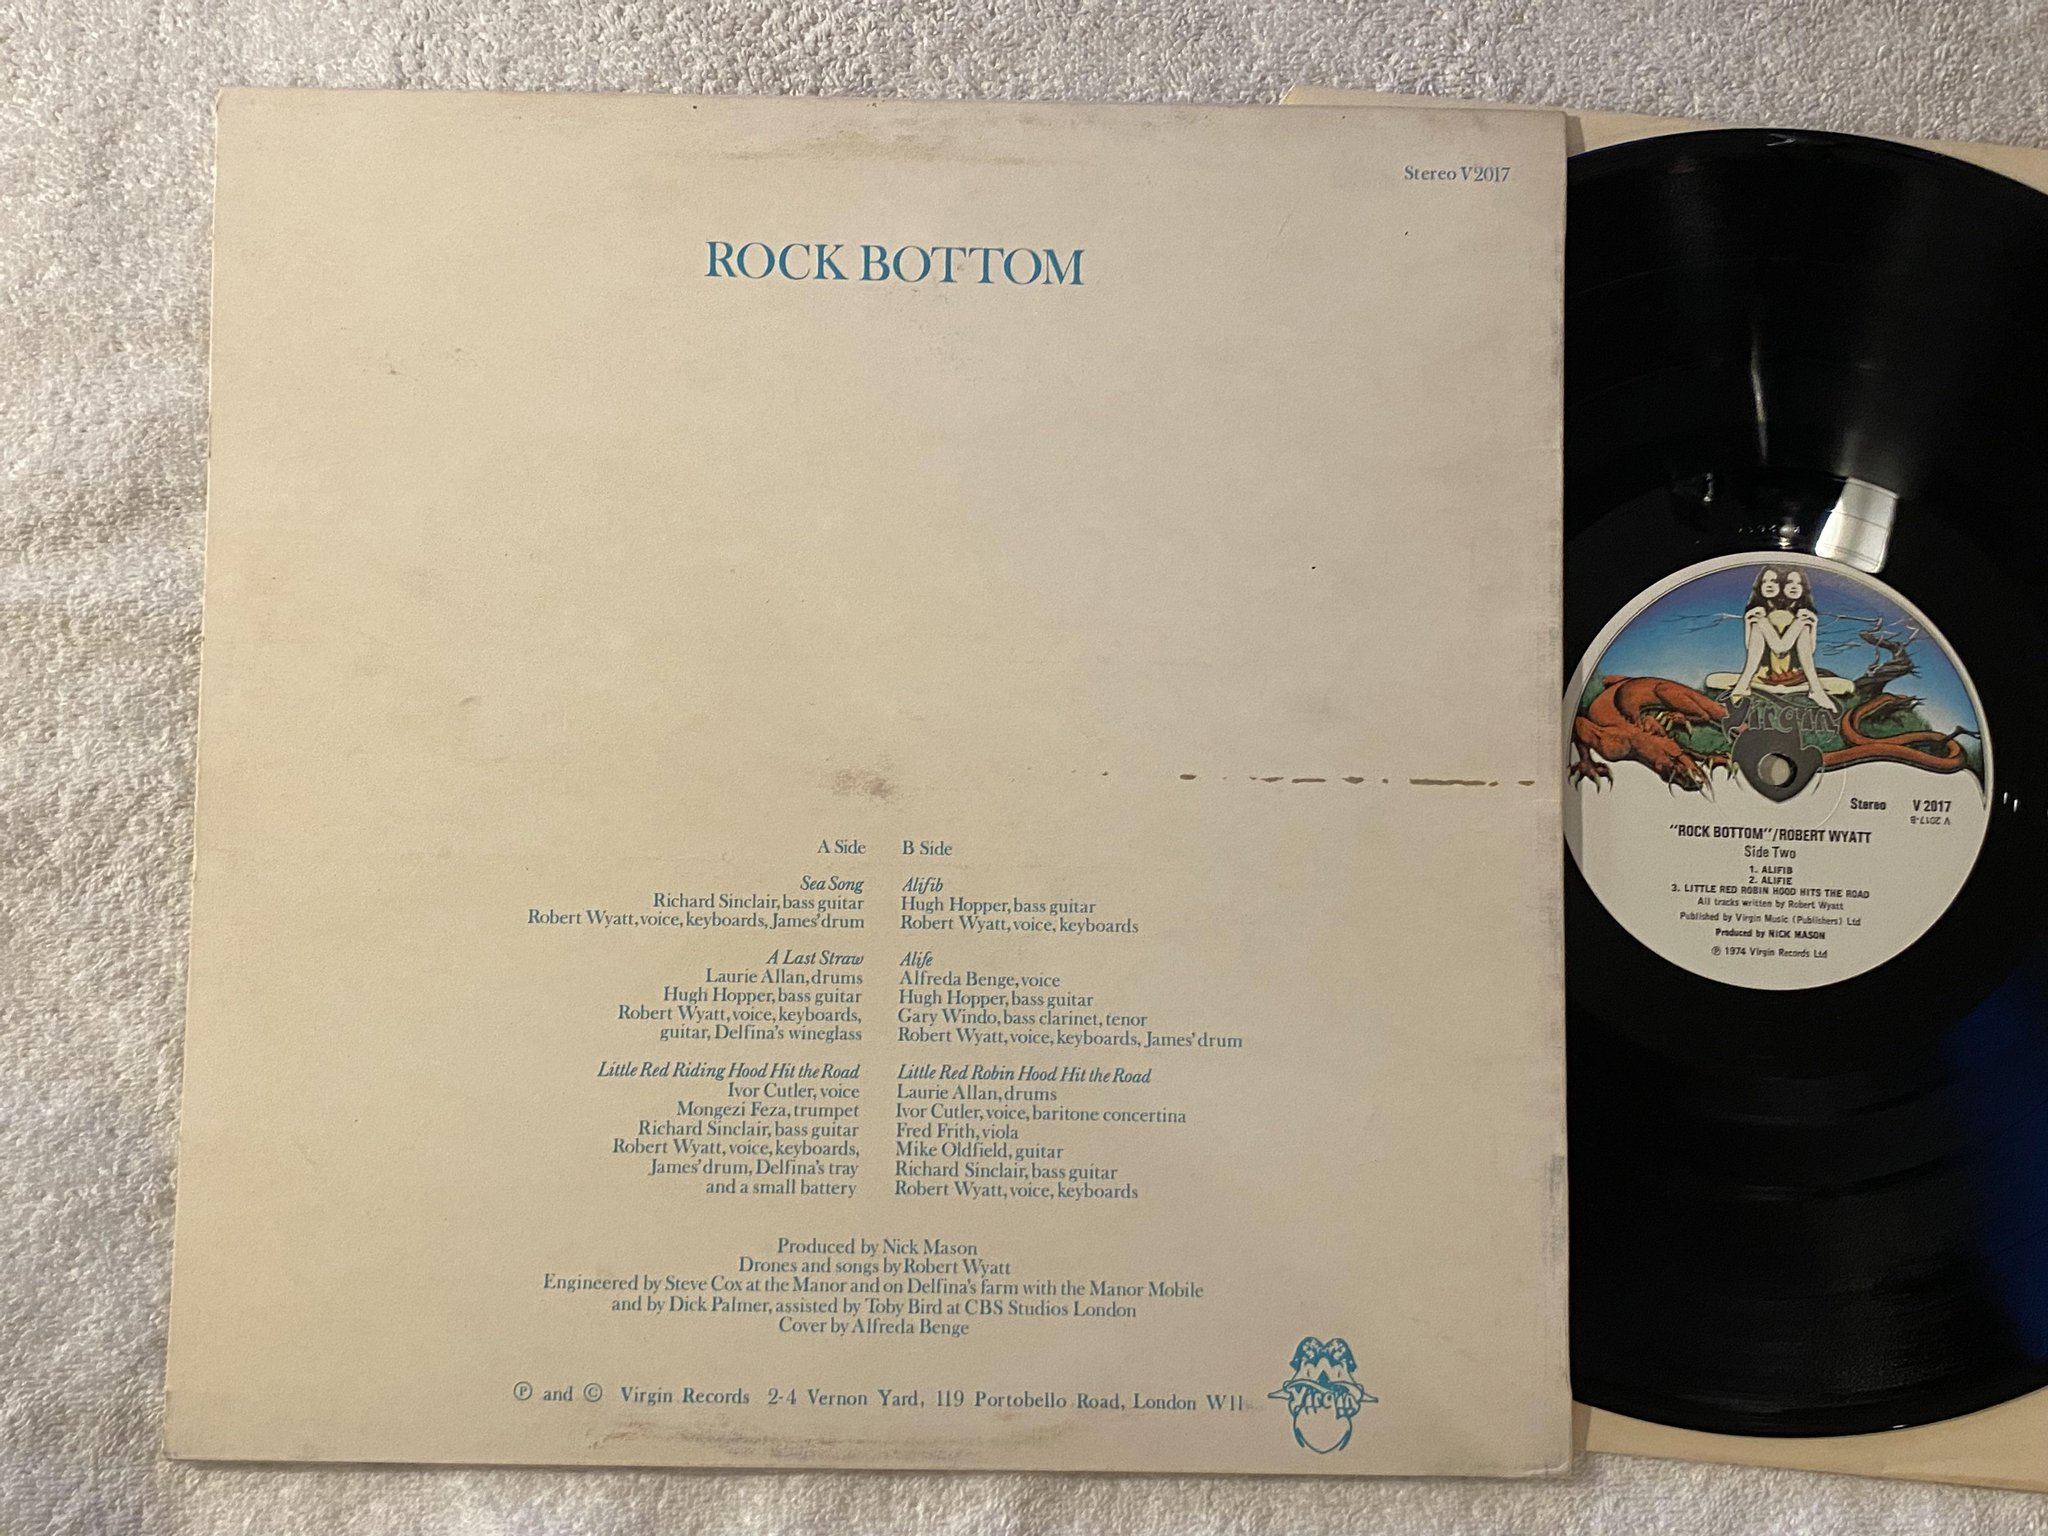 Stereo V2017
ROCK BOTTOM
A Side
Sea Song
Richard Sinclair, bass guitar
Robert Wyatt, voice, keyboards, James' drum
A Last Straw
Laurie Allan, drums
Hugh Hopper, bass guitar
Robert Wyatt, voice, keyboards,
guitar, Delfina's wineglass
Little Red Riding Hood Hit the Road
Ivor Cutler, voice
Mongezi Feza, trumpet
Richard Sinclair, bass guitar
Robert Wyatt, voice, keyboards,
James' drum, Delfina's tray
and a small battery
B Side
Alifib
Hugh Hopper, bass guitar
Robert Wyatt, voice, keyboards
Alife
Alfreda Benge, voice
Hugh Hopper, bass guitar
Gary Windo, bass clarinet, tenor
Robert Wyatt, voice, keyboards, James' drum
Little Red Robin Hood Hit the Road
Laurie Allan, drums
Ivor Cutler, voice, baritone concertina
Fred Frith, viola
Mike Oldfield, guitar
Richard Sinclair, bass guitar
Robert Wyatt, voice, keyboards
Produced by Nick Mason
Drones and songs by Robert Wyatt
Engineered by Steve Cox at the Manor and on Delfina's farm with the Manor Mobile
and by Dick Palmer, assisted by Toby Bird at CBS Studios London
Cover by Alfreda Benge
Ⓟ and © Virgin Records 2-4 Vernon Yard, 119 Portobello Road, London W11
Virgin
Virgin
Stereo V 2017
V 2017-B
"ROCK BOTTOM"/ROBERT WYATT
Side Two
1. ALIFIB
2. ALIFIE
3. LITTLE RED ROBIN HOOD HITS THE ROAD
All tracks written by Robert Wyatt
Published by Virgin Music (Publishers) Ltd
Produced by NICK MASON
Ⓟ 1974 Virgin Records Ltd